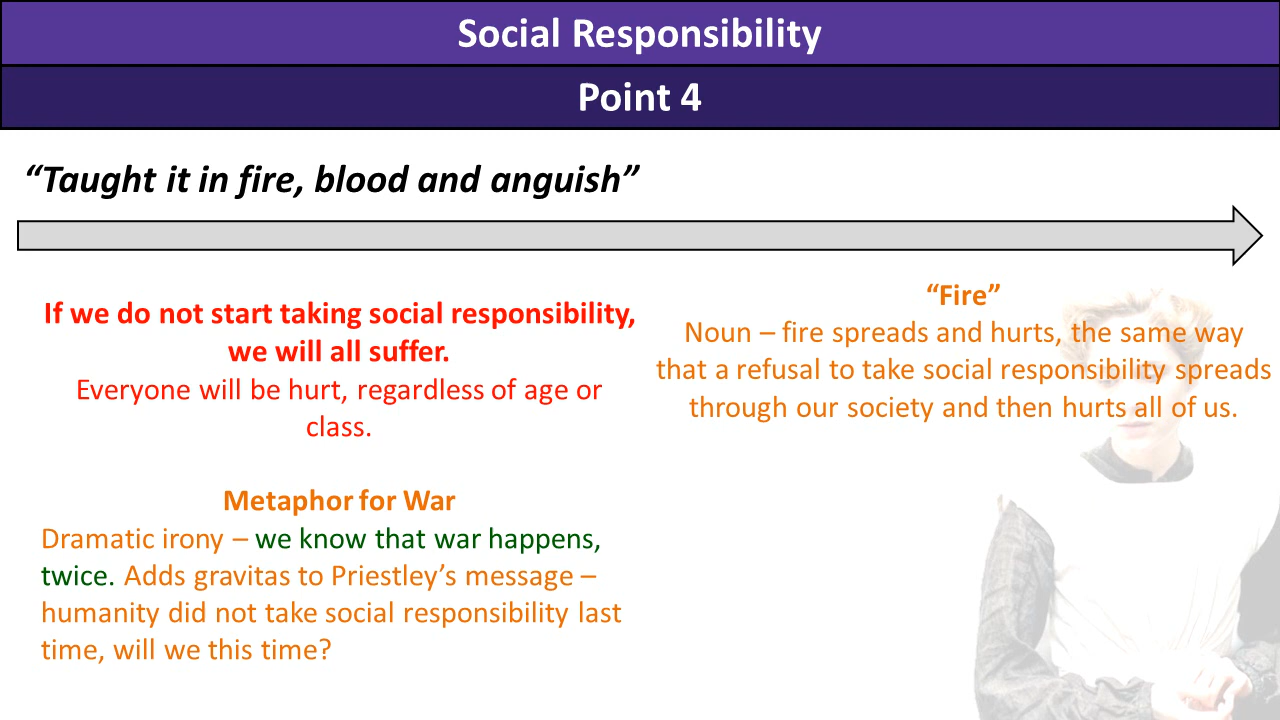 Social Responsibility
Point 4
“Taught it in fire, blood and anguish”
If we do not start taking social responsibility,
we will all suffer.
Everyone will be hurt, regardless of age or
class.
Metaphor for War
Dramatic irony – we know that war happens,
twice. Adds gravitas to Priestley’s message –
humanity did not take social responsibility last
time, will we this time?
“Fire”
Noun – fire spreads and hurts, the same way
that a refusal to take social responsibility spreads
through our society and then hurts all of us.